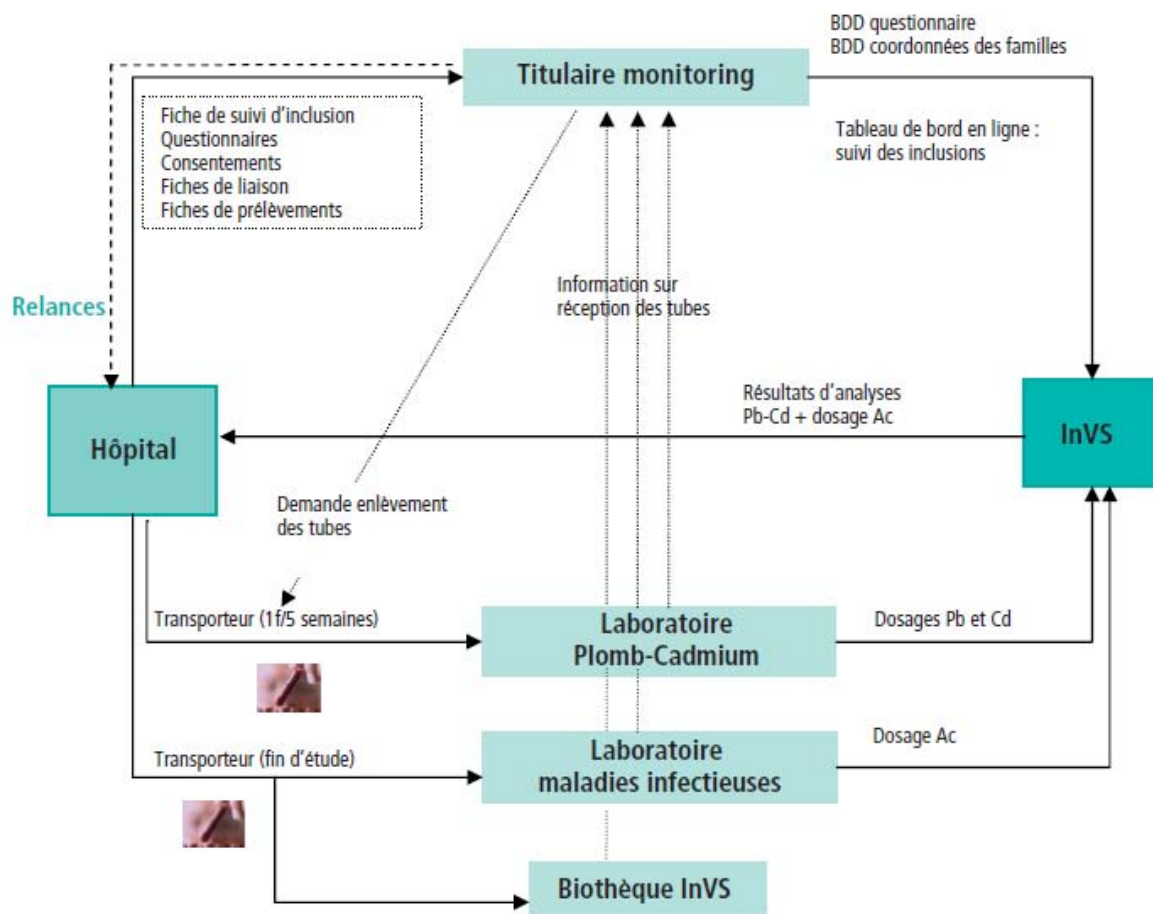 BDD questionnaire
BDD coordonnées des familles
Titulaire monitoring
Fiche de suivi d'inclusion
Questionnaires
Consentements
Fiches de liaison
Fiches de prélèvements
Tableau de bord en ligne :
suivi des inclusions
Information sur
réception des tubes
Relances
Résultats d'analyses
Pb-Cd + dosage Ac
Hôpital
InVS
Demande enlèvement
des tubes
Transporteur (1f/5 semaines)
Laboratoire
Plomb-Cadmium
Dosages Pb et Cd
Transporteur (fin d'étude)
Laboratoire
maladies infectieuses
Dosage Ac
Biothèque InVS